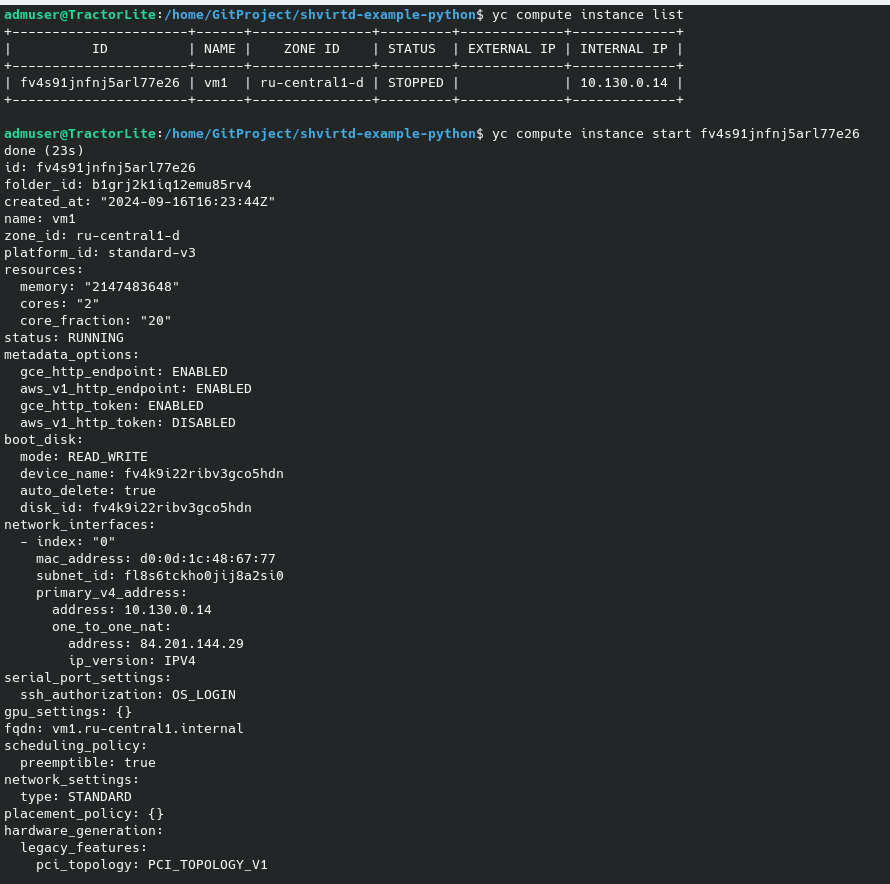 admuser@TractorLite:/home/GitProject/shvirtd-example-python$ yc compute instance list
+----------------------+------+---------------+---------+-------------+-------------+
|          ID          | NAME |    ZONE ID    | STATUS  | EXTERNAL IP | INTERNAL IP |
+----------------------+------+---------------+---------+-------------+-------------+
| fv4s91jnfnj5arl77e26 | vm1  | ru-central1-d | STOPPED |             | 10.130.0.14 |
+----------------------+------+---------------+---------+-------------+-------------+
admuser@TractorLite:/home/GitProject/shvirtd-example-python$ yc compute instance start fv4s91jnfnj5arl77e26
done (23s)
id: fv4s91jnfnj5arl77e26
folder_id: b1grj2k1iq12emu85rv4
created_at: "2024-09-16T16:23:44Z"
name: vm1
zone_id: ru-central1-d
platform_id: standard-v3
resources:
  memory: "2147483648"
  cores: "2"
  core_fraction: "20"
status: RUNNING
metadata_options:
  gce_http_endpoint: ENABLED
  aws_v1_http_endpoint: ENABLED
  gce_http_token: ENABLED
  aws_v1_http_token: DISABLED
boot_disk:
  mode: READ_WRITE
  device_name: fv4k9i22ribv3gco5hdn
  auto_delete: true
  disk_id: fv4k9i22ribv3gco5hdn
network_interfaces:
  - index: "0"
    mac_address: d0:0d:1c:48:67:77
    subnet_id: fl8s6tckho0jij8a2si0
    primary_v4_address:
      address: 10.130.0.14
      one_to_one_nat:
        address: 84.201.144.29
        ip_version: IPV4
serial_port_settings:
  ssh_authorization: OS_LOGIN
gpu_settings: {}
fqdn: vm1.ru-central1.internal
scheduling_policy:
  preemptible: true
network_settings:
  type: STANDARD
placement_policy: {}
hardware_generation:
  legacy_features:
    pci_topology: PCI_TOPOLOGY_V1